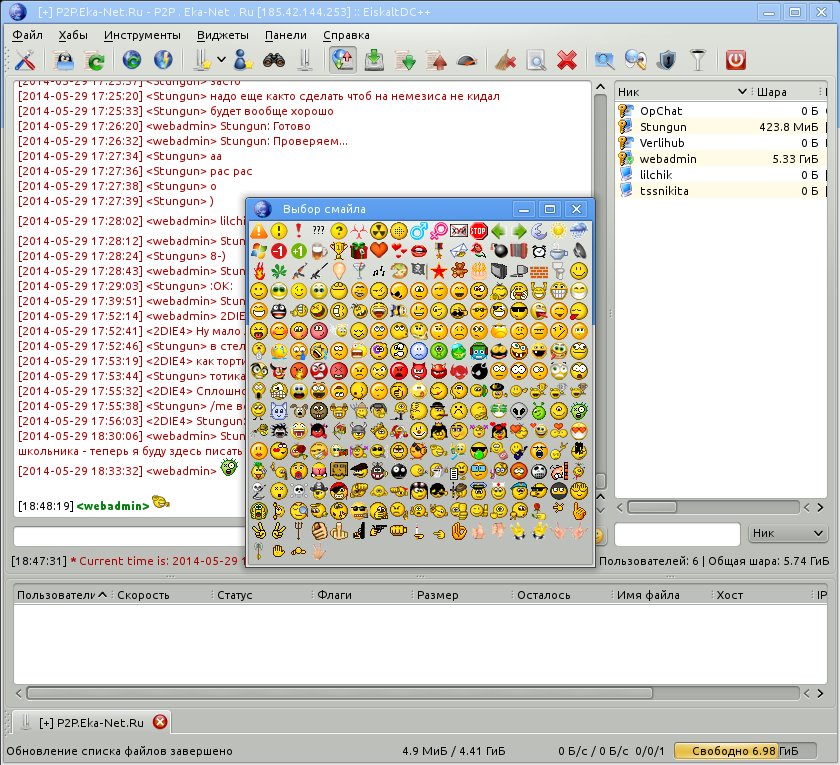 [+] P2P.Eka-Net.Ru - P2P . Eka-Net . Ru [185.42.144.253] :: EiskaltDC++
Файл Хабы Инструменты Виджеты Панели Справка
[2014-05-29 17:25:20] <Stungun> надо еще както сделать чтоб на немезиса не кидал
[2014-05-29 17:25:33] <Stungun> будет вообще хорошо
[2014-05-29 17:26:20] <webadmin> Stungun: Готово
[2014-05-29 17:26:32] <webadmin> Stungun: Проверяем...
[2014-05-29 17:27:34] <Stungun> аа
[2014-05-29 17:27:36] <Stungun> рас рас
[2014-05-29 17:27:38] <Stungun> о
[2014-05-29 17:27:39] <Stungun> )
[2014-05-29 17:28:02] <webadmin> lilchi
[2014-05-29 17:28:12] <webadmin> Stun
[2014-05-29 17:28:24] <Stungun> 8-)
[2014-05-29 17:28:43] <webadmin> Stun
[2014-05-29 17:29:03] <Stungun> :OK:
[2014-05-29 17:39:51] <webadmin> Stun
[2014-05-29 17:52:14] <webadmin> 2DIE
[2014-05-29 17:52:41] <2DIE4> Ну мало
[2014-05-29 17:52:46] <Stungun> в стел
[2014-05-29 17:53:19] <2DIE4> как торти
[2014-05-29 17:53:44] <Stungun> тотика
[2014-05-29 17:55:32] <2DIE4> Сплошно
[2014-05-29 17:55:38] <Stungun> /me во
[2014-05-29 17:56:03] <2DIE4> Stungun:
[2014-05-29 18:30:06] <webadmin> Stun
школьника - теперь я буду здесь писать
[2014-05-29 18:33:32] <webadmin>
[18:48:19] <webadmin>
Выбор смайла
??? ХУЙ STOP
-1 +1
Ник Шара
OpChat 0 Б
Stungun 423.8 МиБ
Verlihub 0 Б
webadmin 5.33 ГиБ
lilchik 0 Б
tssnikita 0 Б
Ник
[18:47:31] * Current time is: 2014-05-29 1
Пользователей: 6 | Общая шара: 5.74 ГиБ
Пользователи Скорость Статус Флаги Размер Осталось Имя файла Хост IP
[+] P2P.Eka-Net.Ru
Обновление списка файлов завершено 4.9 МиБ / 4.41 ГиБ 0 Б/с / 0 Б/с 0/0/1 Свободно 6.98 ГиБ